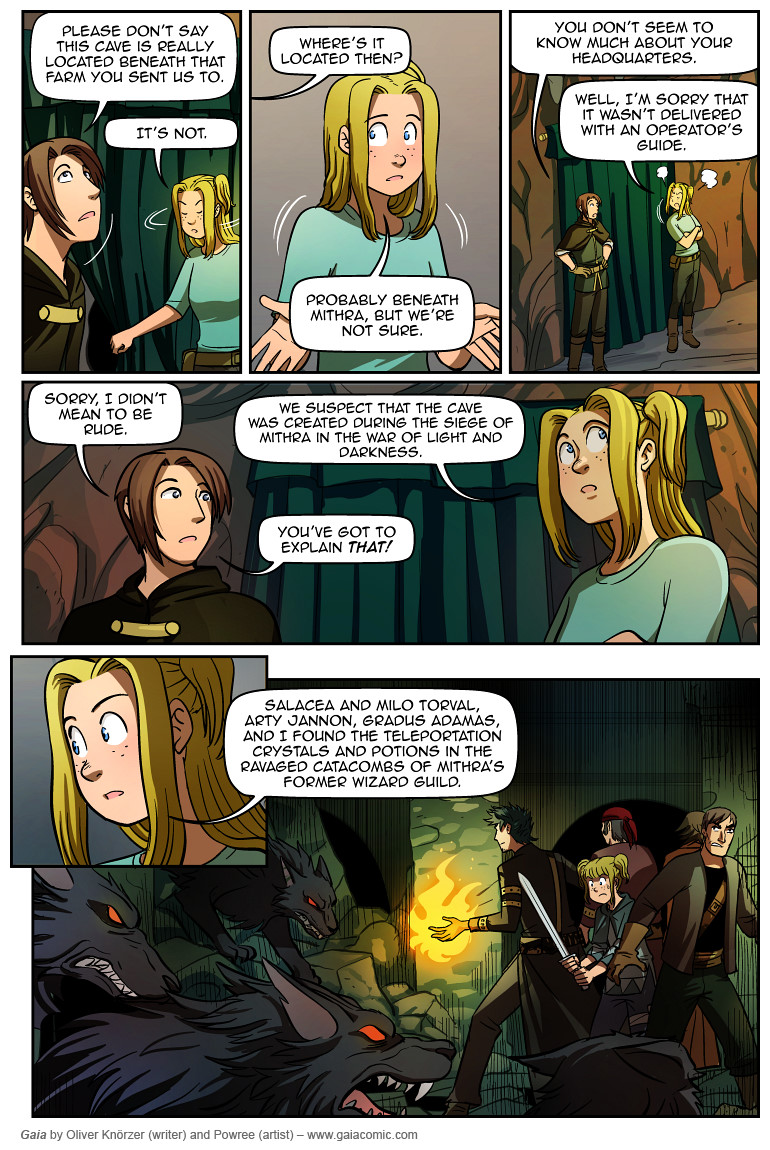 PLEASE DON'T SAY
THIS CAVE IS REALLY
LOCATED BENEATH THAT
FARM YOU SENT US TO.
IT'S NOT.
WHERE'S IT
LOCATED THEN?
PROBABLY BENEATH
MITHRA, BUT WE'RE
NOT SURE.
YOU DON'T SEEM TO
KNOW MUCH ABOUT YOUR
HEADQUARTERS.
WELL, I'M SORRY THAT
IT WASN'T DELIVERED
WITH AN OPERATOR'S
GUIDE.
SORRY, I DIDN'T
MEAN TO BE
RUDE.
WE SUSPECT THAT THE CAVE
WAS CREATED DURING THE SIEGE OF
MITHRA IN THE WAR OF LIGHT AND
DARKNESS.
YOU'VE GOT TO
EXPLAIN THAT!
SALACEA AND MILO TORVAL,
ARTY JANNON, GRADUS ADAMAS,
AND I FOUND THE TELEPORTATION
CRYSTALS AND POTIONS IN THE
RAVAGED CATACOMBS OF MITHRA'S
FORMER WIZARD GUILD.
Gaia by Oliver Knörzer (writer) and Powree (artist) – www.gaiacomic.com